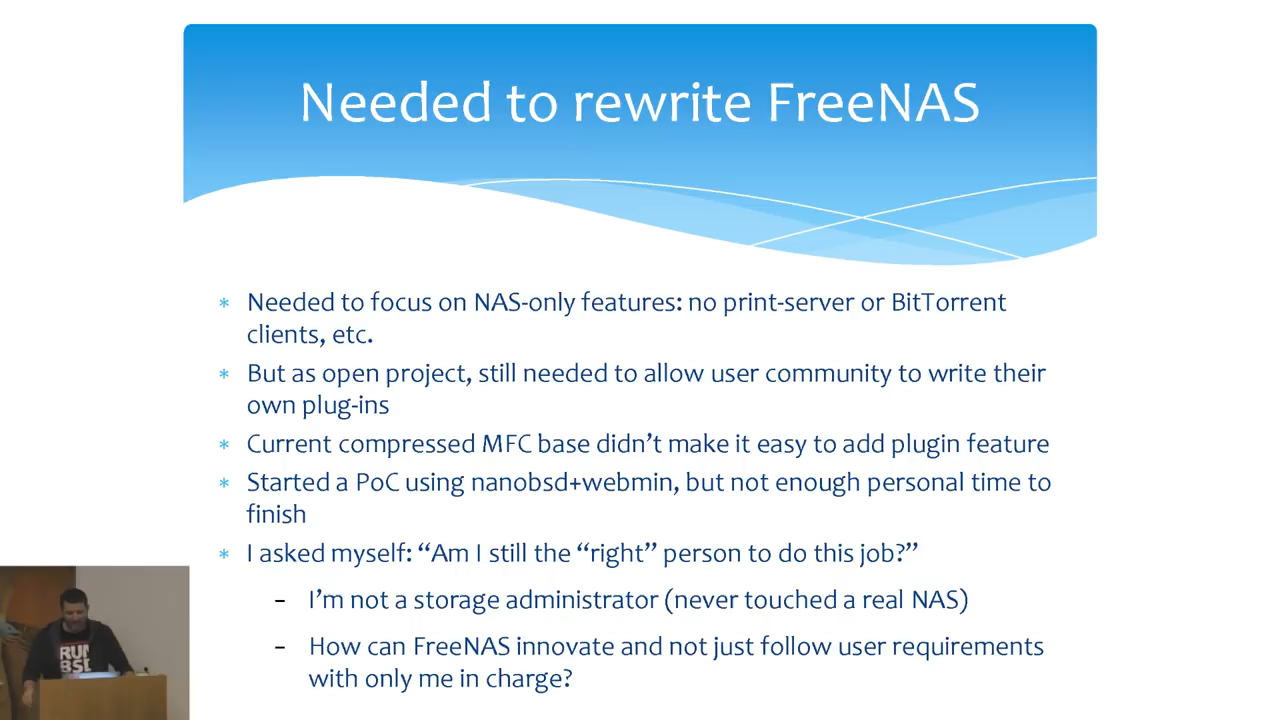 Needed to rewrite FreeNAS
* Needed to focus on NAS-only features: no print-server or BitTorrent
clients, etc.
* But as open project, still needed to allow user community to write their
own plug-ins
* Current compressed MFC base didn’t make it easy to add plugin feature
* Started a PoC using nanobsd+webmin, but not enough personal time to
finish
* I asked myself: “Am I still the “right” person to do this job?”
– I’m not a storage administrator (never touched a real NAS)
– How can FreeNAS innovate and not just follow user requirements
with only me in charge?
RUN
BSD